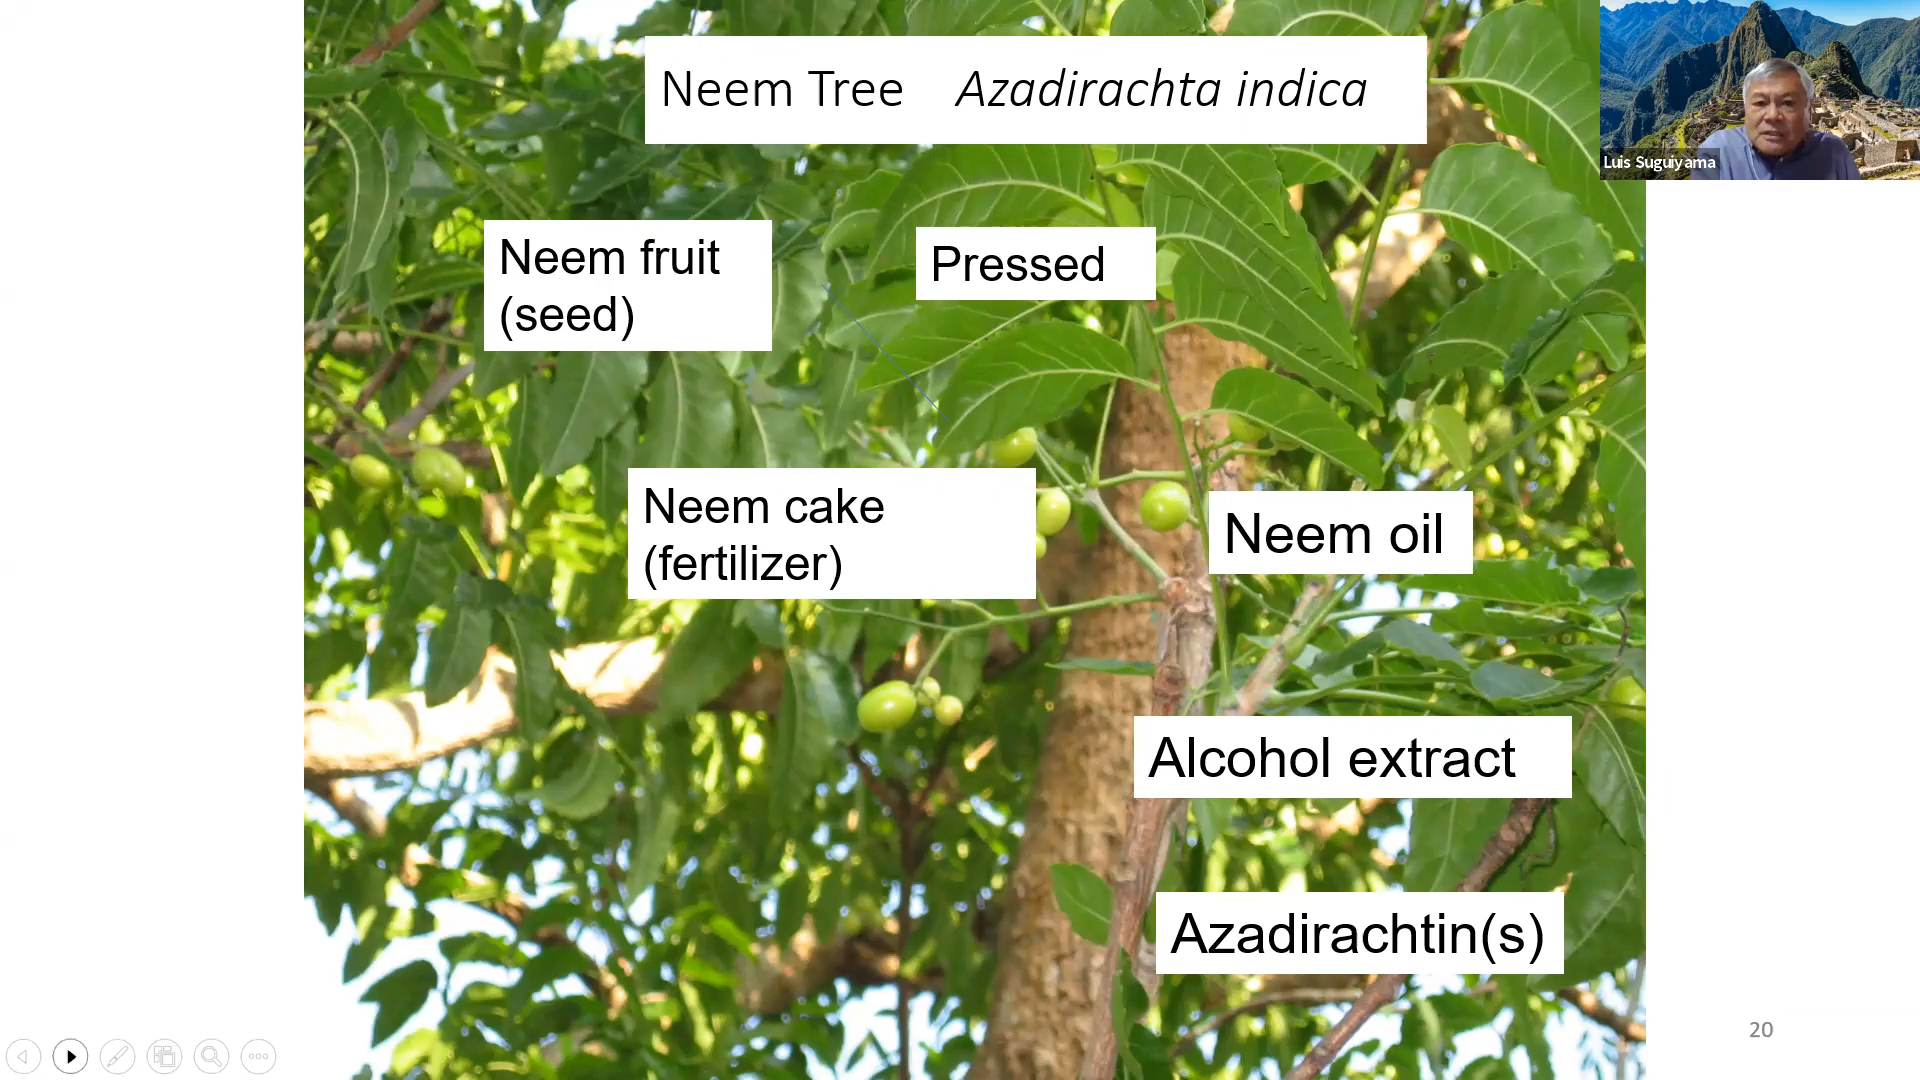 Neem Tree Azadirachta indica
Luis Suguiyama
Neem fruit
(seed)
Pressed
Neem cake
(fertilizer)
Neem oil
Alcohol extract
Azadirachtin(s)
20